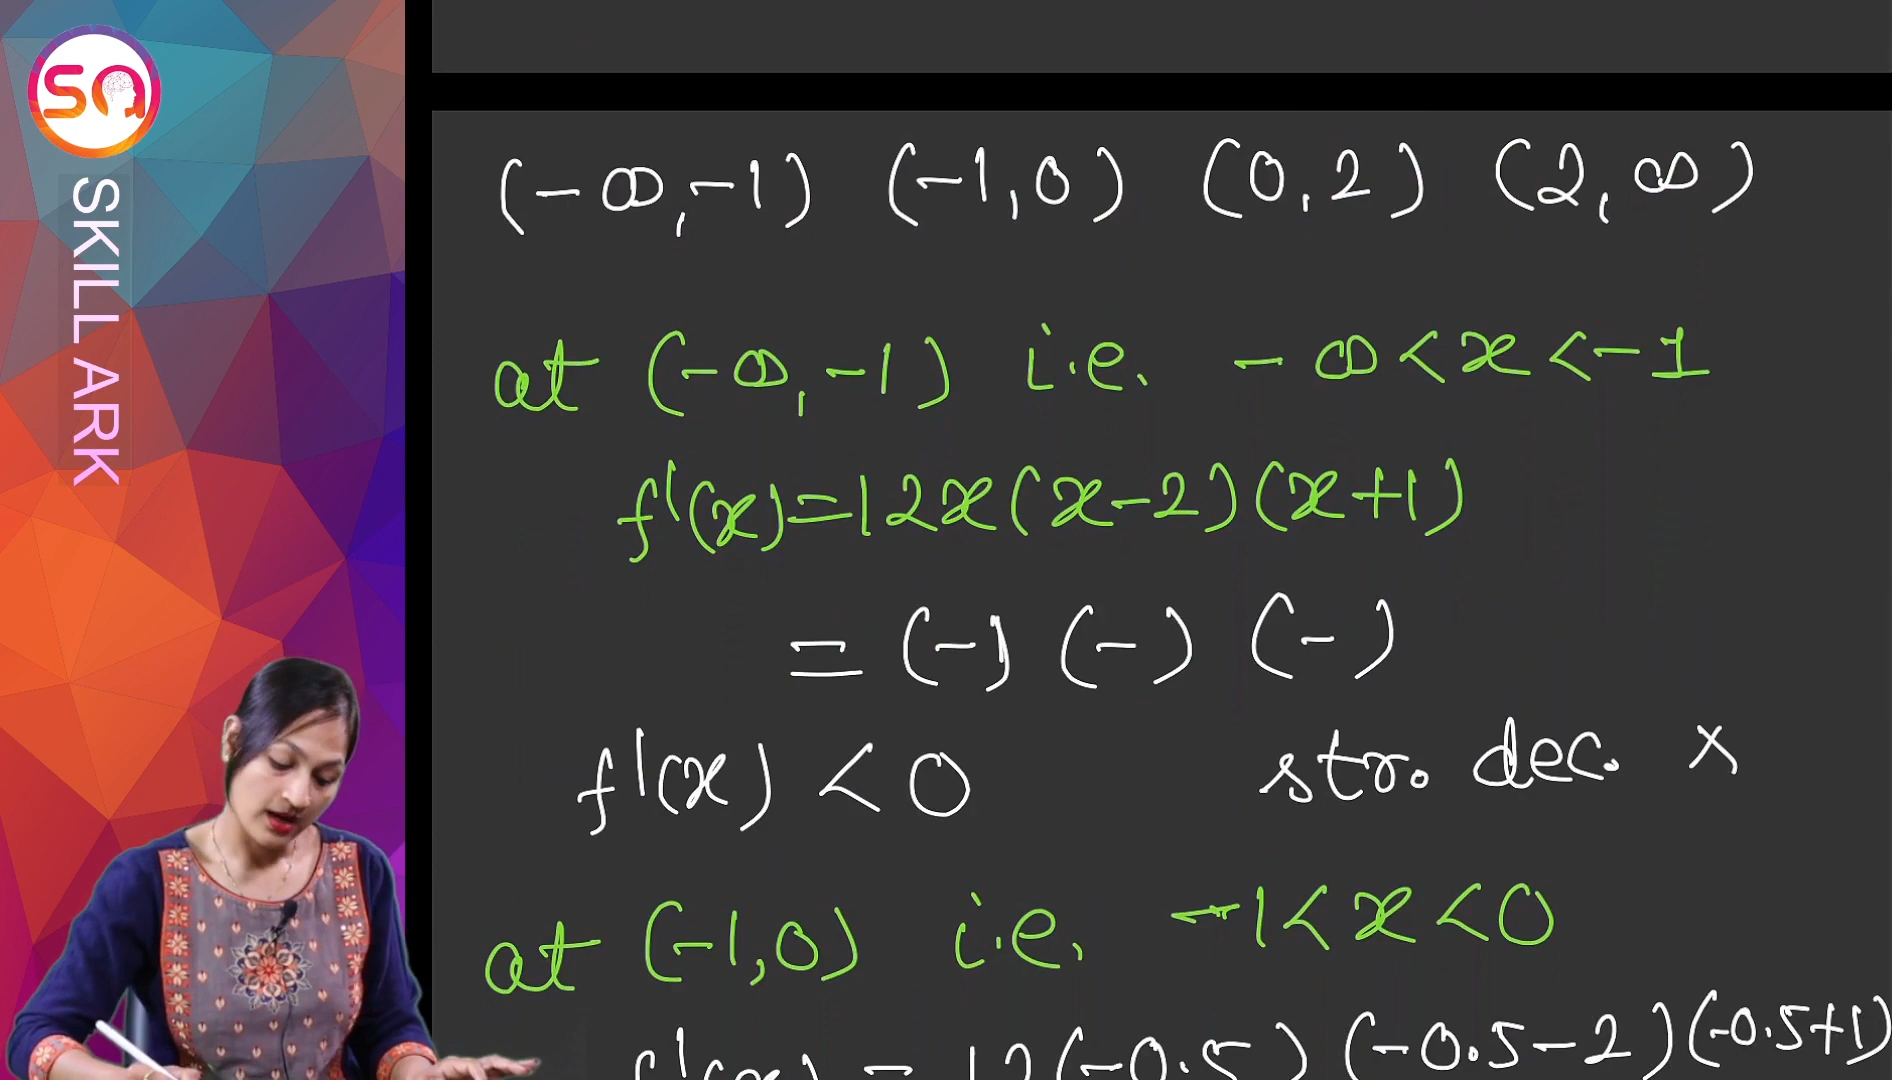 SA
SKILL ARK
(-∞,-1) (-1,0) (0,2) (2,∞)
at (-∞,-1) i.e. -∞<x<-1
f'(x)=12x(x-2)(x+1)
= (-) (-) (-)
f'(x) < 0 str. dec. ×
at (-1,0) i.e. -1<x<0
f'(x) = 12(-0.5) (-0.5-2)(-0.5+1)